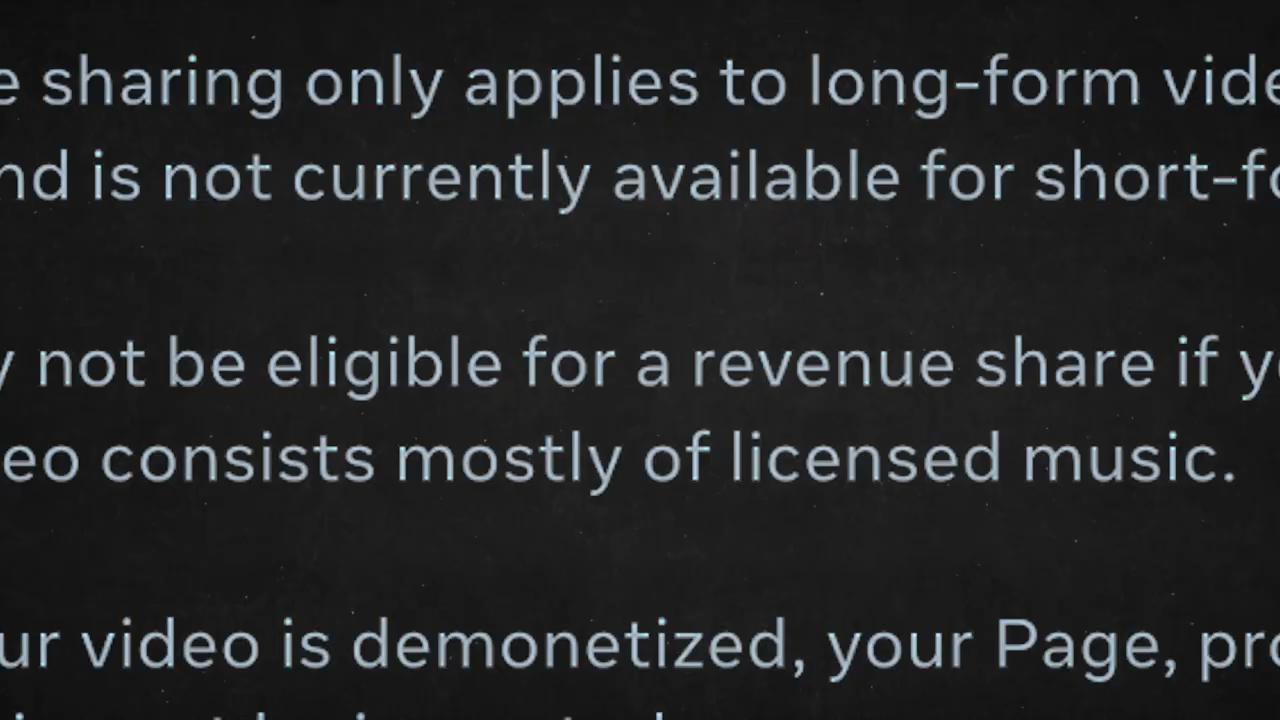 e sharing only applies to long-form vide
nd is not currently available for short-fo
y not be eligible for a revenue share if yo
eo consists mostly of licensed music.
ur video is demonetized, your Page, pro